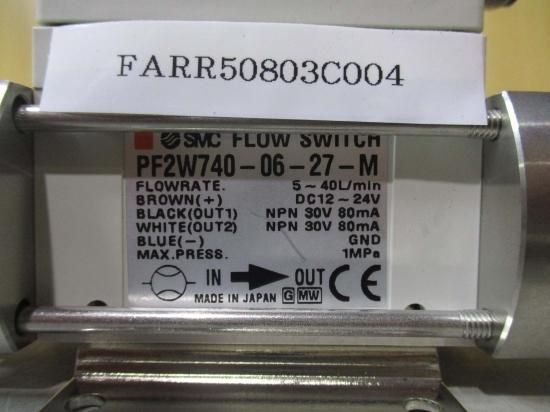 FARR50803C004
SMC FLOW SWITCH
PF2W740-06-27-M
FLOWRATE. 5~40L/min
BROWN(+) DC12~24V
BLACK(OUT1) NPN 30V 80mA
WHITE(OUT2) NPN 30V 80mA
BLUE(-) GND
MAX.PRESS. 1MPa
IN OUT
MADE IN JAPAN G MW CE